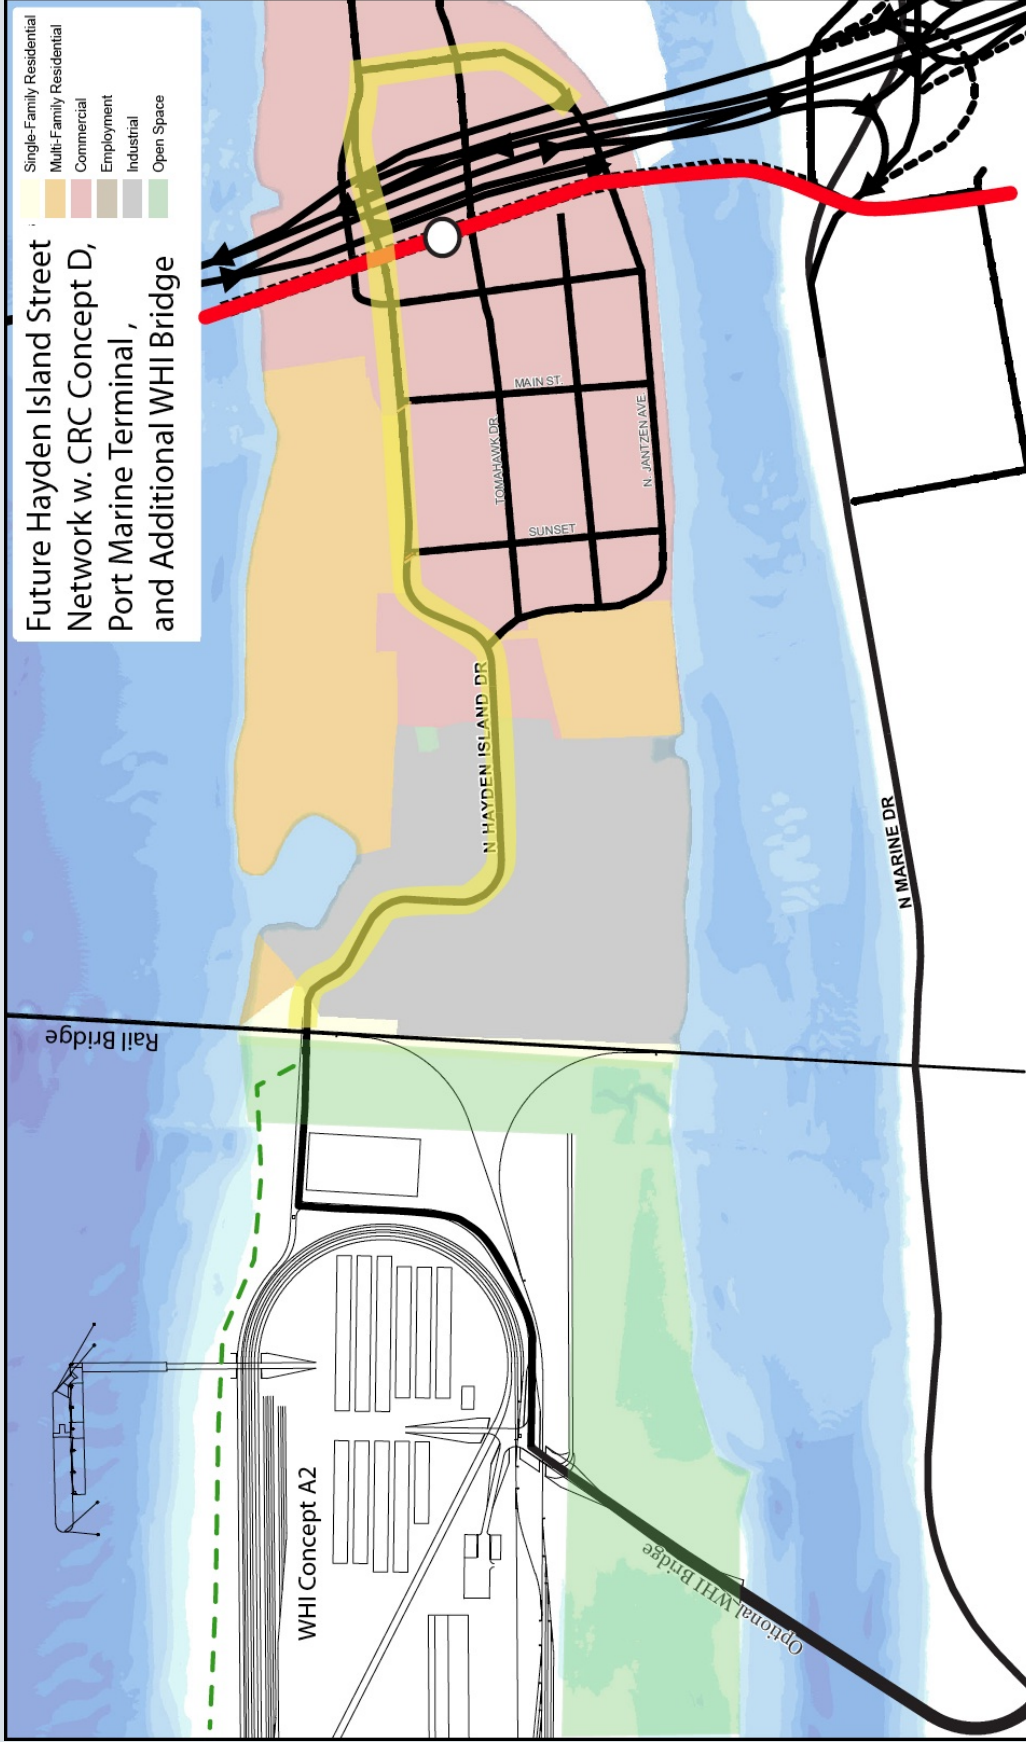 Future Hayden Island Street
Network w. CRC Concept D,
Port Marine Terminal ,
and Additional WHI Bridge
Single-Family Residential
Multi-Family Residential
Commercial
Employment
Industrial
Open Space
MAIN ST.
TOMAHAWK DR
N. JANTZEN AVE
SUNSET
N HAYDEN ISLAND DR
N MARINE DR
Rail Bridge
WHI Concept A2
Optional WHI Bridge